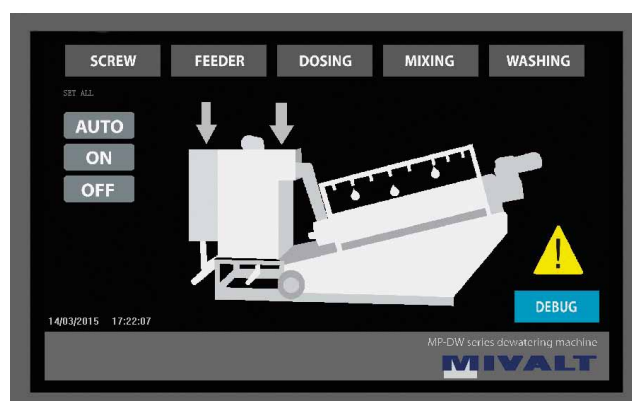 SCREW FEEDER DOSING MIXING WASHING
SET ALL
AUTO
ON
OFF
!
DEBUG
14/03/2015 17:22:07
MP-DW series dewatering machine
MIVALT